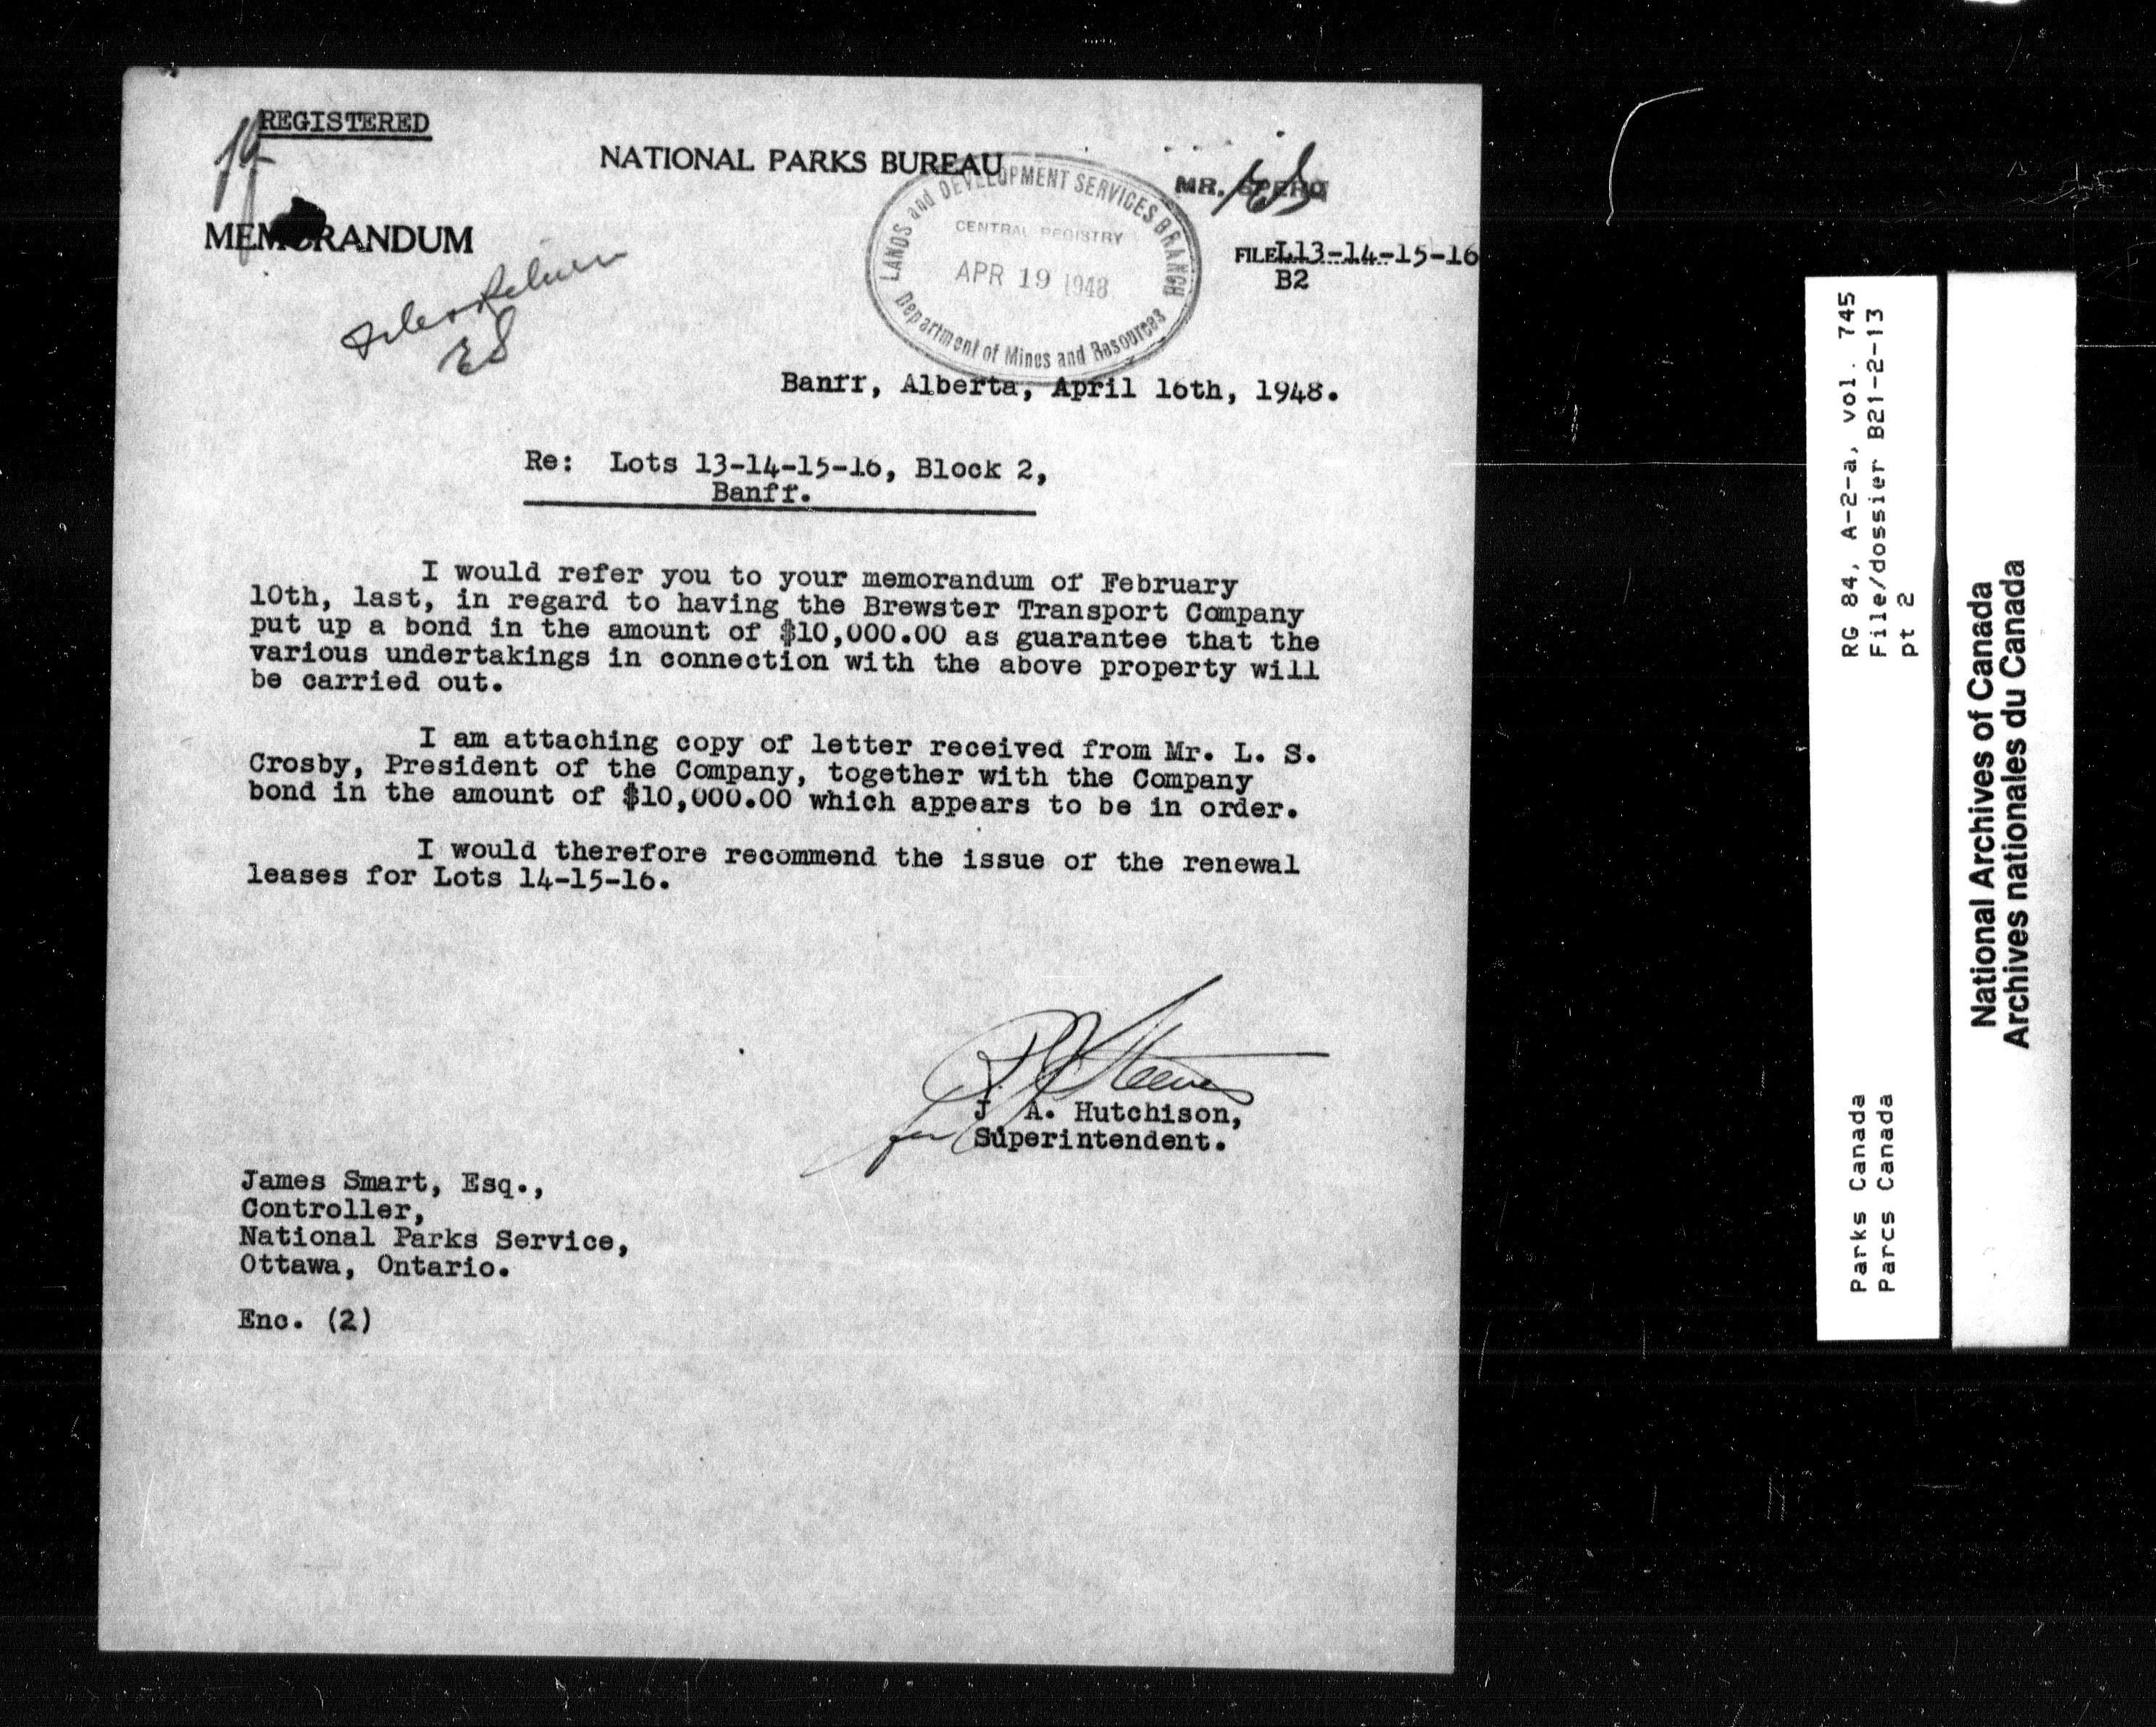 REGISTERED
NATIONAL PARKS BUREAU
MR. SPERO
MEMORANDUM
LANDS and DEVELOPMENT SERVICES BRANCH
CENTRAL REGISTRY
APR 19 1948
Department of Mines and Resources
FILE L13-14-15-16
B2
ES
Banff, Alberta, April 16th, 1948.
Re: Lots 13-14-15-16, Block 2,
Banff.
I would refer you to your memorandum of February
10th, last, in regard to having the Brewster Transport Company
put up a bond in the amount of $10,000.00 as guarantee that the
various undertakings in connection with the above property will
be carried out.
I am attaching copy of letter received from Mr. L. S.
Crosby, President of the Company, together with the Company
bond in the amount of $10,000.00 which appears to be in order.
I would therefore recommend the issue of the renewal
leases for Lots 14-15-16.
for
J A. Hutchison,
Superintendent.
James Smart, Esq.,
Controller,
National Parks Service,
Ottawa, Ontario.
Enc. (2)
RG 84, A-2-a, vol. 745
File/dossier B21-2-13
pt 2
Parks Canada
Parcs Canada
National Archives of Canada
Archives nationales du Canada